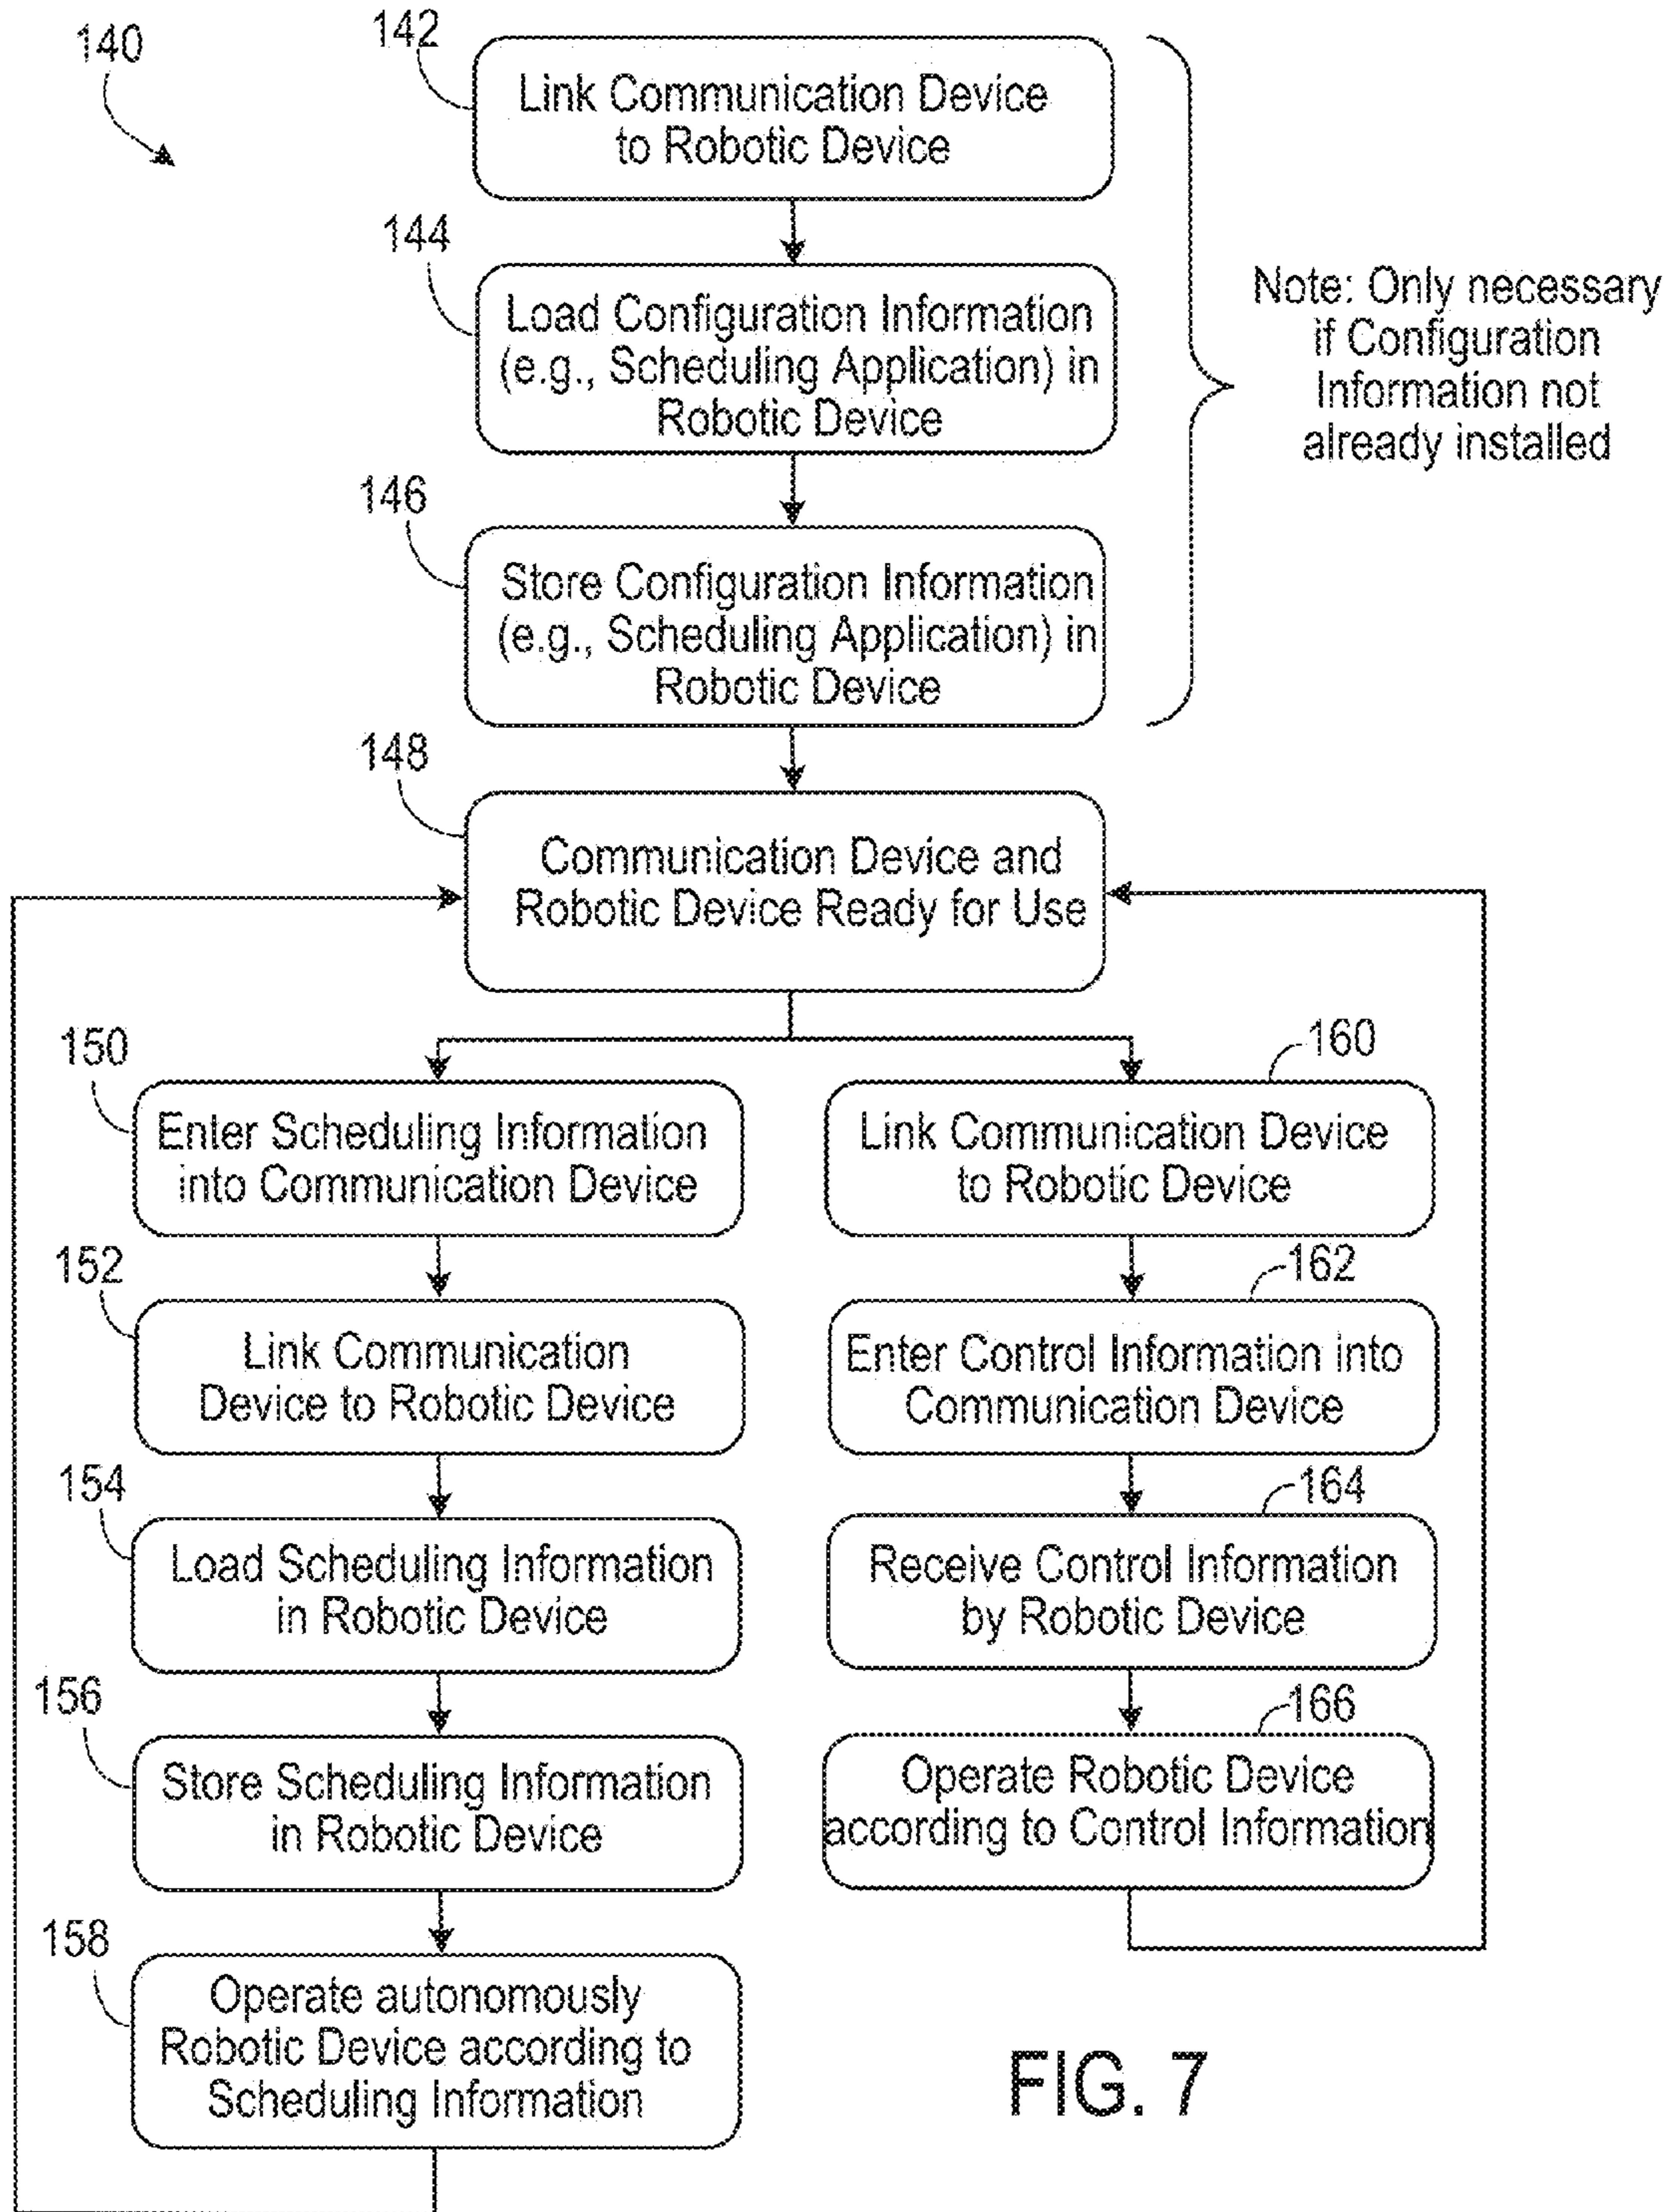 140
142
Link Communication Device
to Robotic Device
144
Load Configuration Information
(e.g., Scheduling Application) in
Robotic Device
Note: Only necessary
if Configuration
Information not
already installed
146
Store Configuration Information
(e.g., Scheduling Application) in
Robotic Device
148
Communication Device and
Robotic Device Ready for Use
150
Enter Scheduling Information
into Communication Device
152
Link Communication
Device to Robotic Device
154
Load Scheduling Information
in Robotic Device
156
Store Scheduling Information
in Robotic Device
158
Operate autonomously
Robotic Device according to
Scheduling Information
160
Link Communication Device
to Robotic Device
162
Enter Control Information into
Communication Device
164
Receive Control Information
by Robotic Device
166
Operate Robotic Device
according to Control Information
FIG. 7